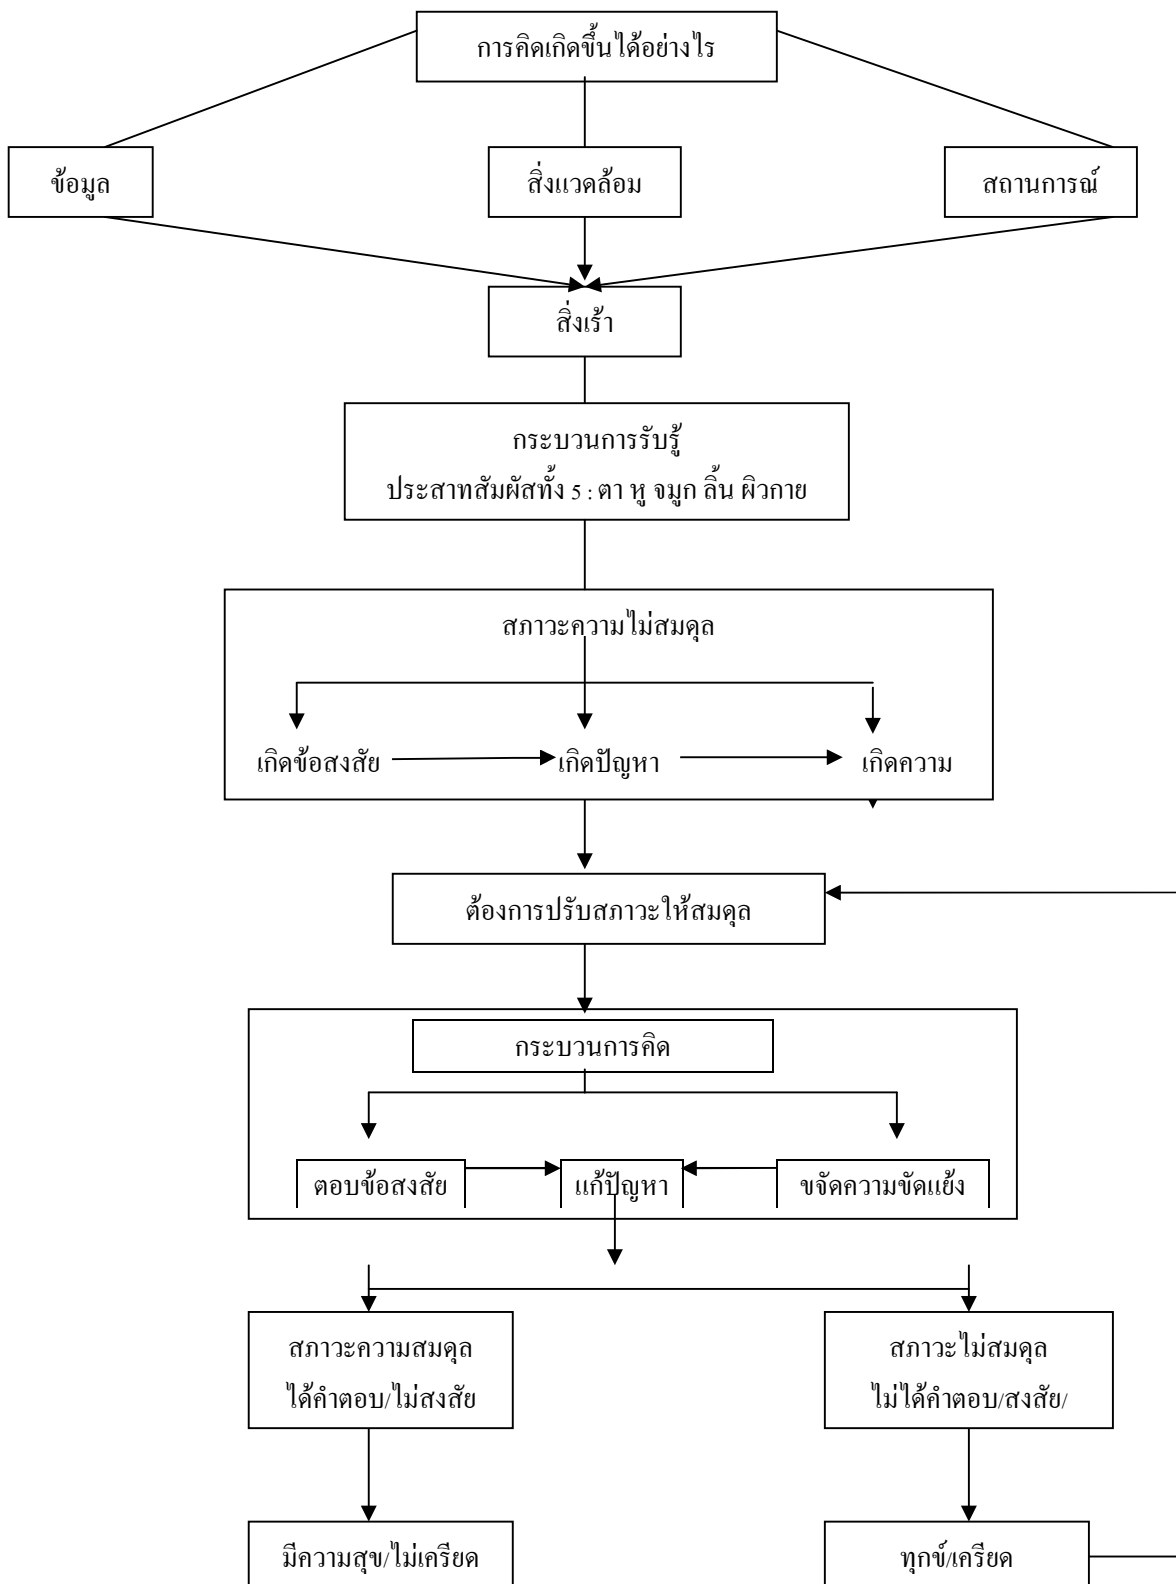 การคิดเกิดขึ้นได้อย่างไร
ข้อมูล
สิ่งแวดล้อม
สถานการณ์
สิ่งเร้า
กระบวนการรับรู้
ประสาทสัมผัสทั้ง 5 : ตา หู จมูก ลิ้น ผิวกาย
สภาวะความไม่สมดุล
เกิดข้อสงสัย
เกิดปัญหา
เกิดความ
ต้องการปรับสภาวะให้สมดุล
กระบวนการคิด
ตอบข้อสงสัย
แก้ปัญหา
ขจัดความขัดแย้ง
สภาวะความสมดุล
ได้คำตอบ/ไม่สงสัย
สภาวะไม่สมดุล
ไม่ได้คำตอบ/สงสัย/
มีความสุข/ไม่เครียด
ทุกข์/เครียด